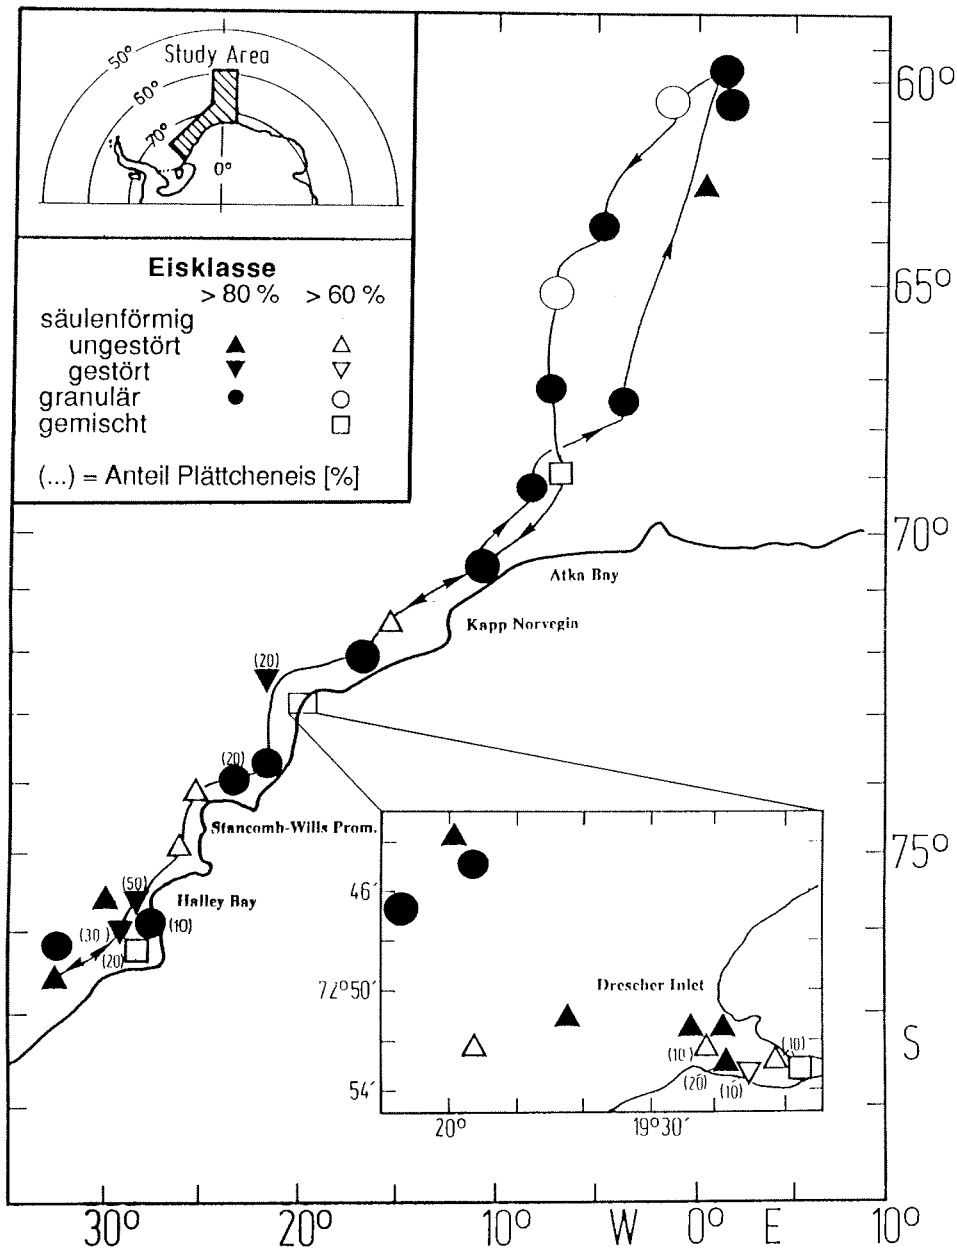 Study Area
50°
60°
70°
0°
Eisklasse
> 80 % > 60 %
säulenförmig
ungestört
gestört
granulär
gemischt
(...) = Anteil Plättcheneis [%]
60°
65°
70°
75°
S
Atka Bay
Kapp Norvegia
(20)
(20)
Stancomb-Wills Prom.
(50)
Halley Bay
(10)
(30)
(20)
46´
72°50´
54´
Drescher Inlet
(10)
(20)
(10)
20°
19°30´
30° 20° 10° W 0° E 10°